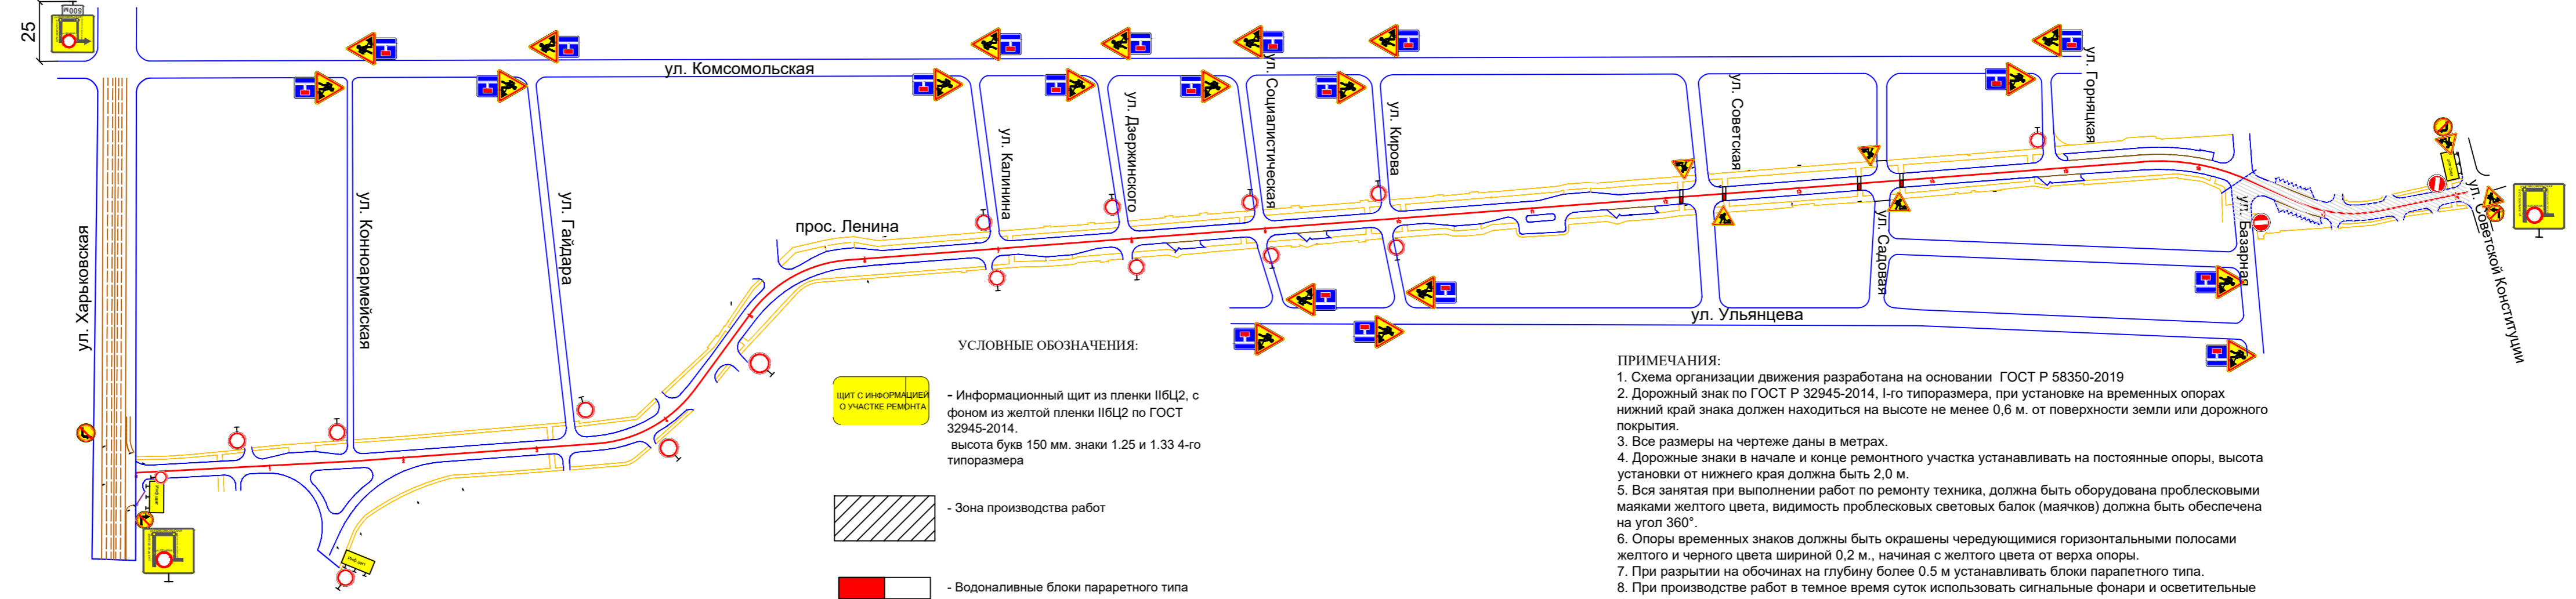 25
500м
ул. Комсомольская
ул. Харьковская
ул. Конноармейская
ул. Гайдара
прос. Ленина
ул. Калинина
ул. Дзержинского
ул. Социалистическая
ул. Кирова
ул. Советская
ул. Садовая
ул. Горняцкая
ул. Базарная
ул. Советской Конституции
ул. Ульянцева
УСЛОВНЫЕ ОБОЗНАЧЕНИЯ:
ЩИТ С ИНФОРМАЦИЕЙ
О УЧАСТКЕ РЕМОНТА
- Информационный щит из пленки IIбЦ2, с
фоном из желтой пленки IIбЦ2 по ГОСТ
32945-2014.
высота букв 150 мм. знаки 1.25 и 1.33 4-го
типоразмера
- Зона производства работ
- Водоналивные блоки параретного типа
ПРИМЕЧАНИЯ:
1. Схема организации движения разработана на основании ГОСТ Р 58350-2019
2. Дорожный знак по ГОСТ Р 32945-2014, I-го типоразмера, при установке на временных опорах
нижний край знака должен находиться на высоте не менее 0,6 м. от поверхности земли или дорожного
покрытия.
3. Все размеры на чертеже даны в метрах.
4. Дорожные знаки в начале и конце ремонтного участка устанавливать на постоянные опоры, высота
установки от нижнего края должна быть 2,0 м.
5. Вся занятая при выполнении работ по ремонту техника, должна быть оборудована проблесковыми
маяками желтого цвета, видимость проблесковых световых балок (маячков) должна быть обеспечена
на угол 360°.
6. Опоры временных знаков должны быть окрашены чередующимися горизонтальными полосами
желтого и черного цвета шириной 0,2 м., начиная с желтого цвета от верха опоры.
7. При разрытии на обочинах на глубину более 0.5 м устанавливать блоки парапетного типа.
8. При производстве работ в темное время суток использовать сигнальные фонари и осветительные